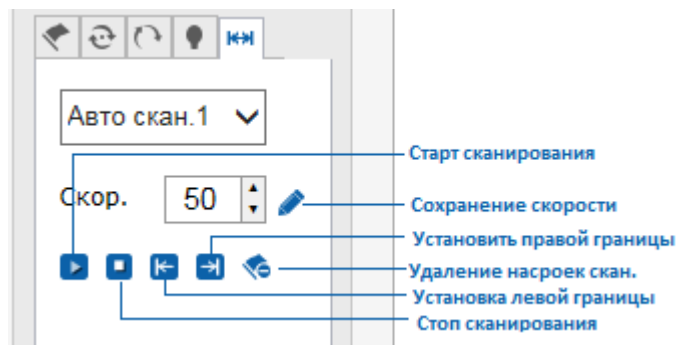 Авто скан.1
Старт сканирования
Скор. 50
Сохранение скорости
Установить правой границы
Удаление насроек скан.
Установка левой границы
Стоп сканирования